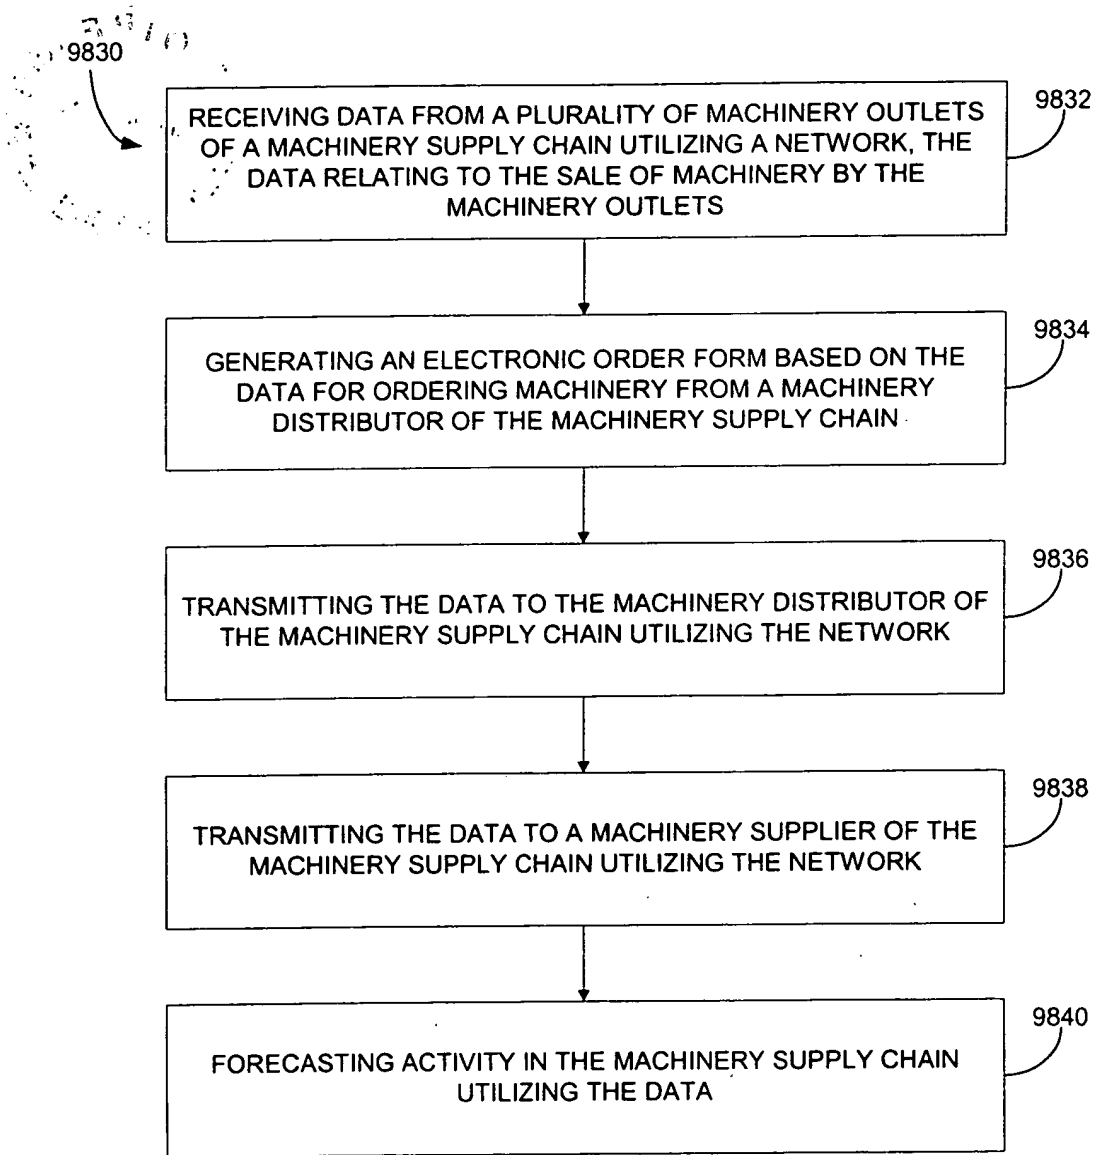 9830
RECEIVING DATA FROM A PLURALITY OF MACHINERY OUTLETS
OF A MACHINERY SUPPLY CHAIN UTILIZING A NETWORK, THE
DATA RELATING TO THE SALE OF MACHINERY BY THE
MACHINERY OUTLETS
9832
GENERATING AN ELECTRONIC ORDER FORM BASED ON THE
DATA FOR ORDERING MACHINERY FROM A MACHINERY
DISTRIBUTOR OF THE MACHINERY SUPPLY CHAIN
9834
TRANSMITTING THE DATA TO THE MACHINERY DISTRIBUTOR OF
THE MACHINERY SUPPLY CHAIN UTILIZING THE NETWORK
9836
TRANSMITTING THE DATA TO A MACHINERY SUPPLIER OF THE
MACHINERY SUPPLY CHAIN UTILIZING THE NETWORK
9838
FORECASTING ACTIVITY IN THE MACHINERY SUPPLY CHAIN
UTILIZING THE DATA
9840